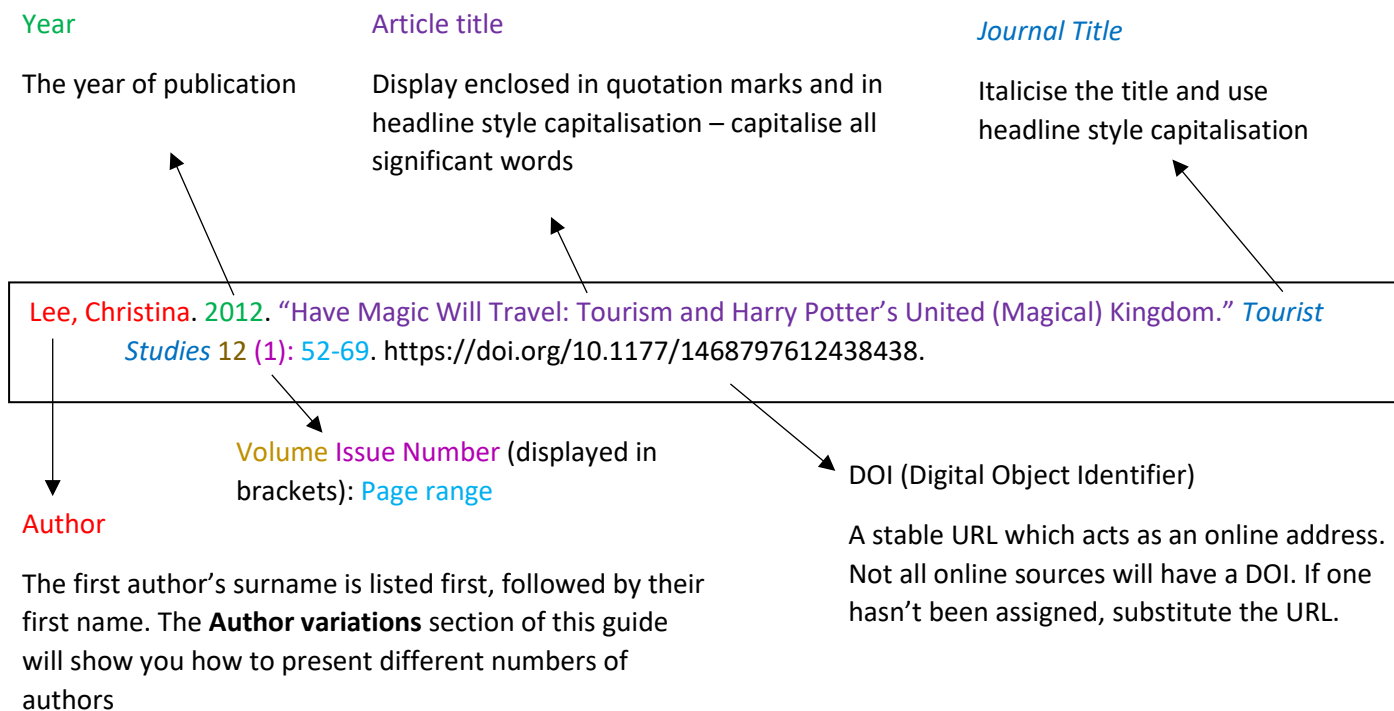 Year
The year of publication
Article title
Display enclosed in quotation marks and in
headline style capitalisation – capitalise all
significant words
Journal Title
Italicise the title and use
headline style capitalisation
Lee, Christina. 2012. “Have Magic Will Travel: Tourism and Harry Potter’s United (Magical) Kingdom.” Tourist
Studies 12 (1): 52-69. https://doi.org/10.1177/1468797612438438.
Volume Issue Number (displayed in
brackets): Page range
Author
The first author’s surname is listed first, followed by their
first name. The Author variations section of this guide
will show you how to present different numbers of
authors
DOI (Digital Object Identifier)
A stable URL which acts as an online address.
Not all online sources will have a DOI. If one
hasn’t been assigned, substitute the URL.